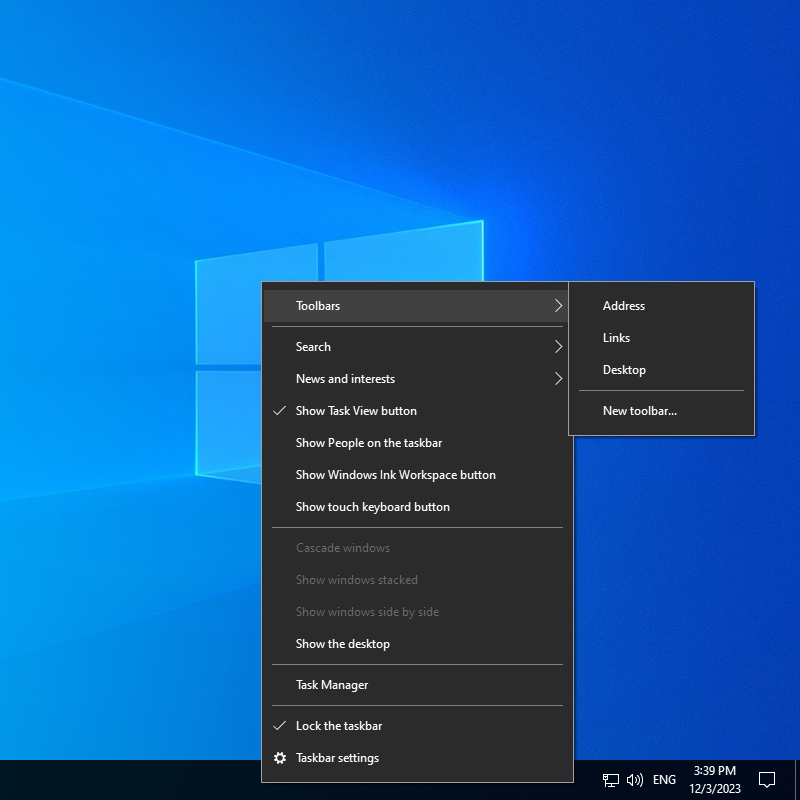 Toolbars
Search
News and interests
Show Task View button
Show People on the taskbar
Show Windows Ink Workspace button
Show touch keyboard button
Cascade windows
Show windows stacked
Show windows side by side
Show the desktop
Task Manager
Lock the taskbar
Taskbar settings
Address
Links
Desktop
New toolbar...
ENG
3:39 PM
12/3/2023